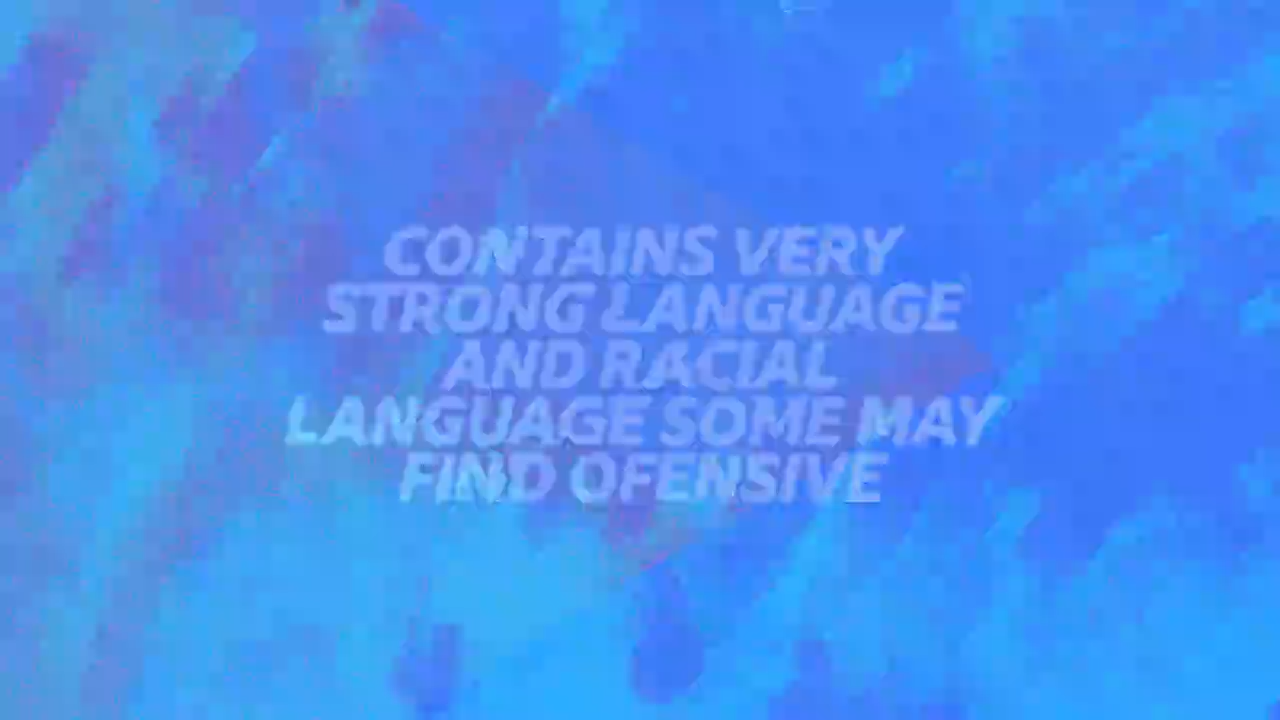 CONTAINS VERY
STRONG LANGUAGE
AND RACIAL
LANGUAGE SOME MAY
FIND OFENSIVE